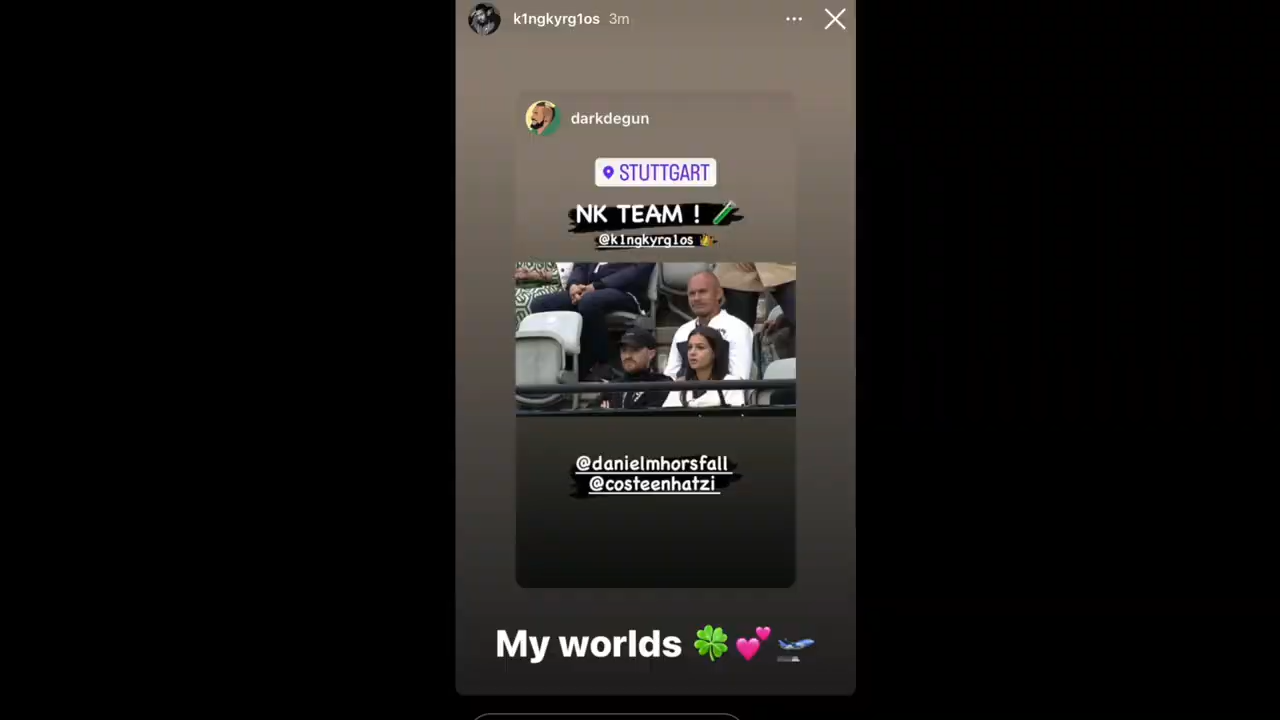 k1ngkyrg1os 3m
darkdegun
STUTTGART
NK TEAM !
@k1ngkyrg1os
@danielmhorsfall
@costeenhatzi
My worlds